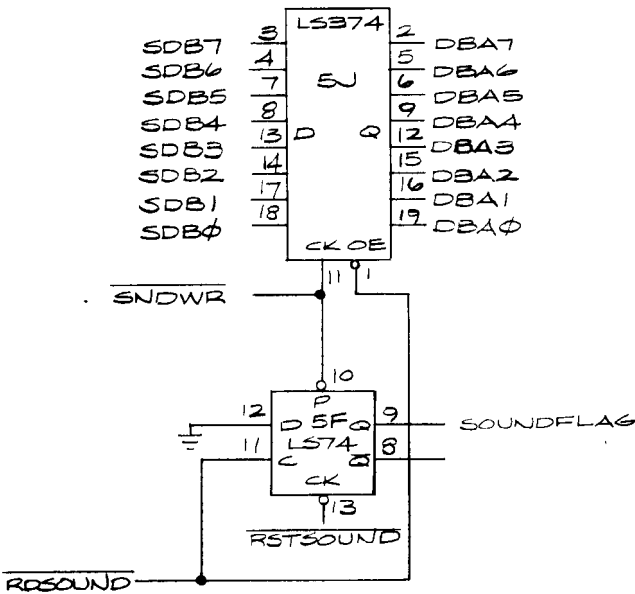 LS374
SDB7 3 2 DBA7
SDB6 4 5 DBA6
SDB5 7 5J 6 DBA5
SDB4 8 9 DBA4
SDB3 13 D Q 12 DBA3
SDB2 14 15 DBA2
SDB1 17 16 DBA1
SDBØ 18 19 DBAØ
CK OE
11 1
SNDWR
10
P
12 D 5F Q 9 SOUNDFLAG
11 LS74 8
C Q
CK
13
RSTSOUND
RDSOUND